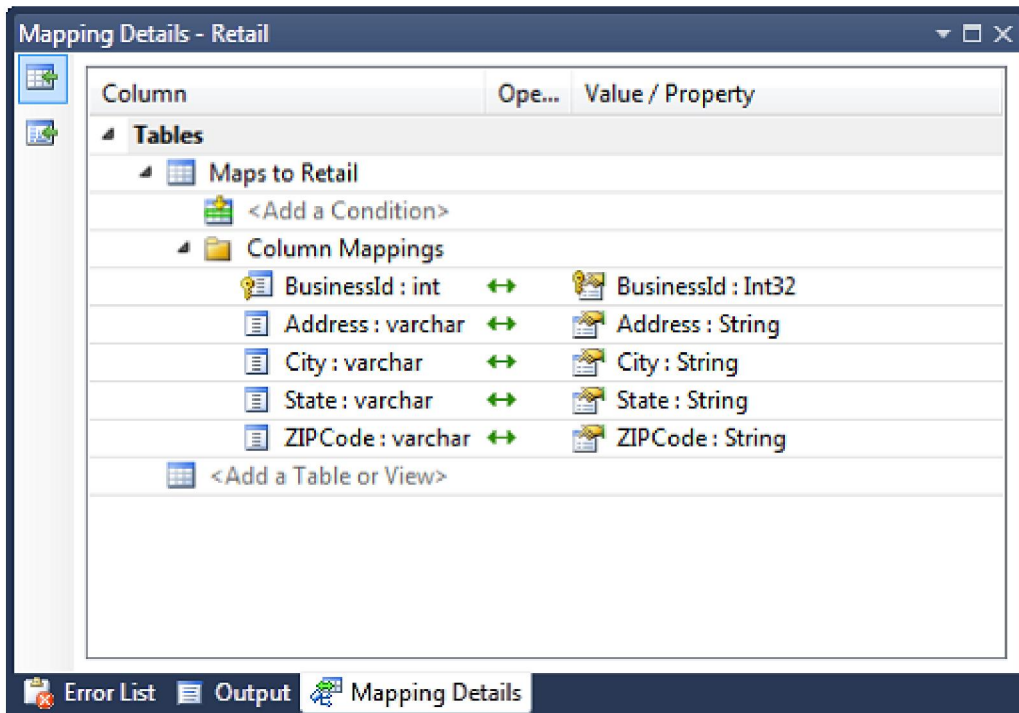 Mapping Details - Retail
Column Ope... Value / Property
Tables
Maps to Retail
<Add a Condition>
Column Mappings
BusinessId : int BusinessId : Int32
Address : varchar Address : String
City : varchar City : String
State : varchar State : String
ZIPCode : varchar ZIPCode : String
<Add a Table or View>
Error List Output Mapping Details